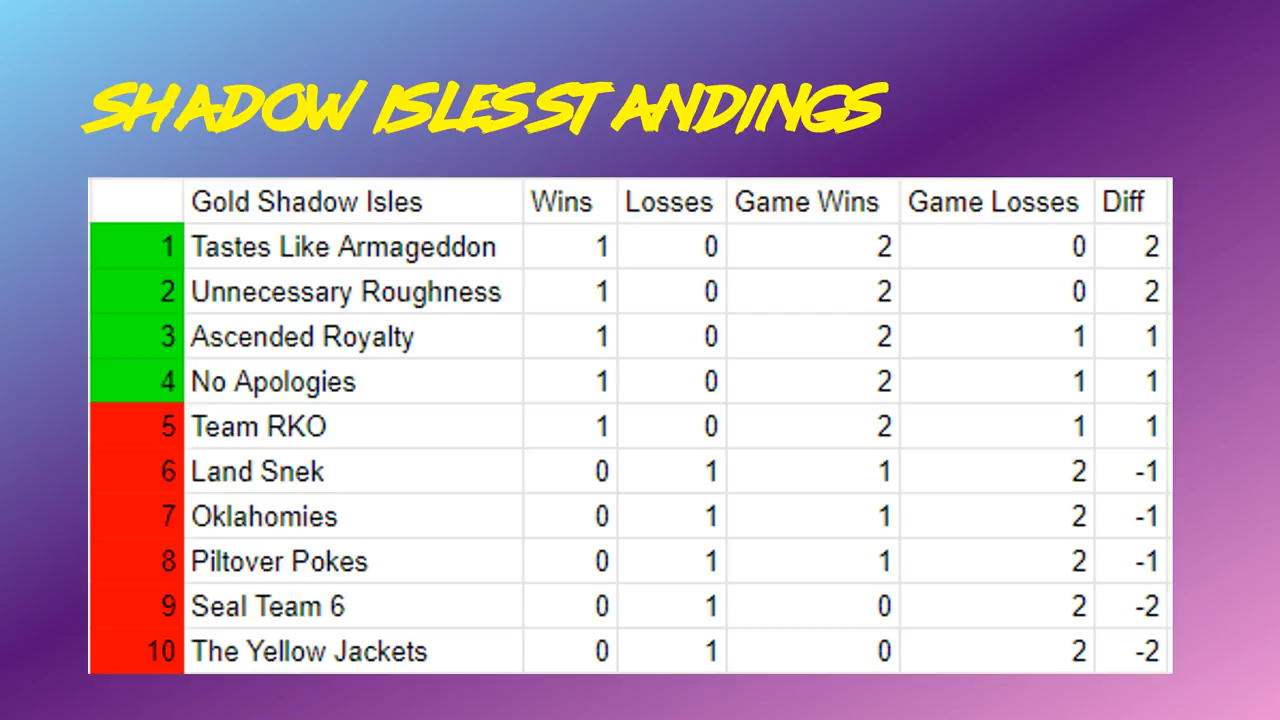 SHADOW ISLES STANDINGS
Gold Shadow Isles Wins Losses Game Wins Game Losses Diff
1 Tastes Like Armageddon 1 0 2 0 2
2 Unnecessary Roughness 1 0 2 0 2
3 Ascended Royalty 1 0 2 1 1
4 No Apologies 1 0 2 1 1
5 Team RKO 1 0 2 1 1
6 Land Snek 0 1 1 2 -1
7 Oklahomies 0 1 1 2 -1
8 Piltover Pokes 0 1 1 2 -1
9 Seal Team 6 0 1 0 2 -2
10 The Yellow Jackets 0 1 0 2 -2